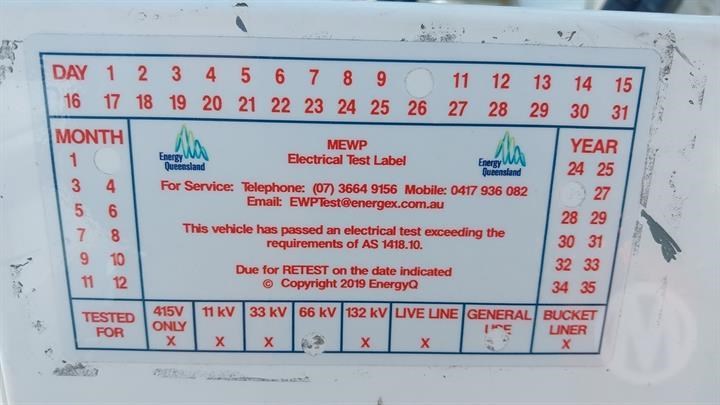 DAY 1 2 3 4 5 6 7 8 9 11 12 13 14 15
16 17 18 19 20 21 22 23 24 25 26 27 28 29 30 31
MONTH
1
3 4
5 6
7 8
9 10
11 12
Energy
Queensland
MEWP
Electrical Test Label
Energy
Queensland
For Service: Telephone: (07) 3664 9156 Mobile: 0417 936 082
Email: EWPTest@energex.com.au
This vehicle has passed an electrical test exceeding the
requirements of AS 1418.10.
Due for RETEST on the date indicated
© Copyright 2019 EnergyQ
YEAR
24 25
27
28 29
30 31
32 33
34 35
TESTED
FOR
415V
ONLY
X
11 kV
X
33 kV
X
66 kV
132 kV
X
LIVE LINE
X
GENERAL
USE
BUCKET
LINER
X
M